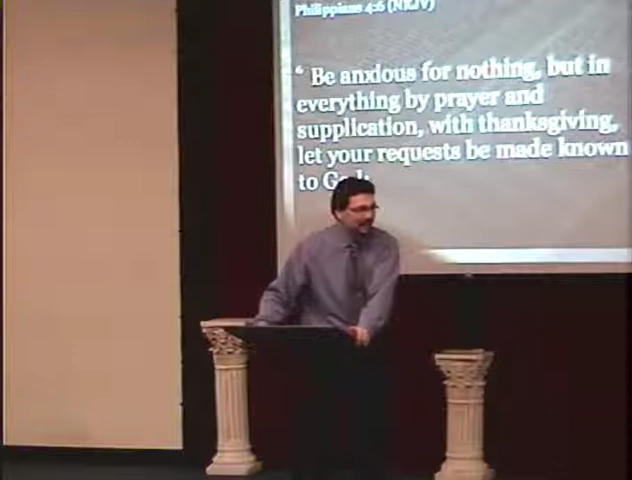 Philippians 4:6 (NKJV)
6 Be anxious for nothing, but in
everything by prayer and
supplication, with thanksgiving,
let your requests be made known
to God;